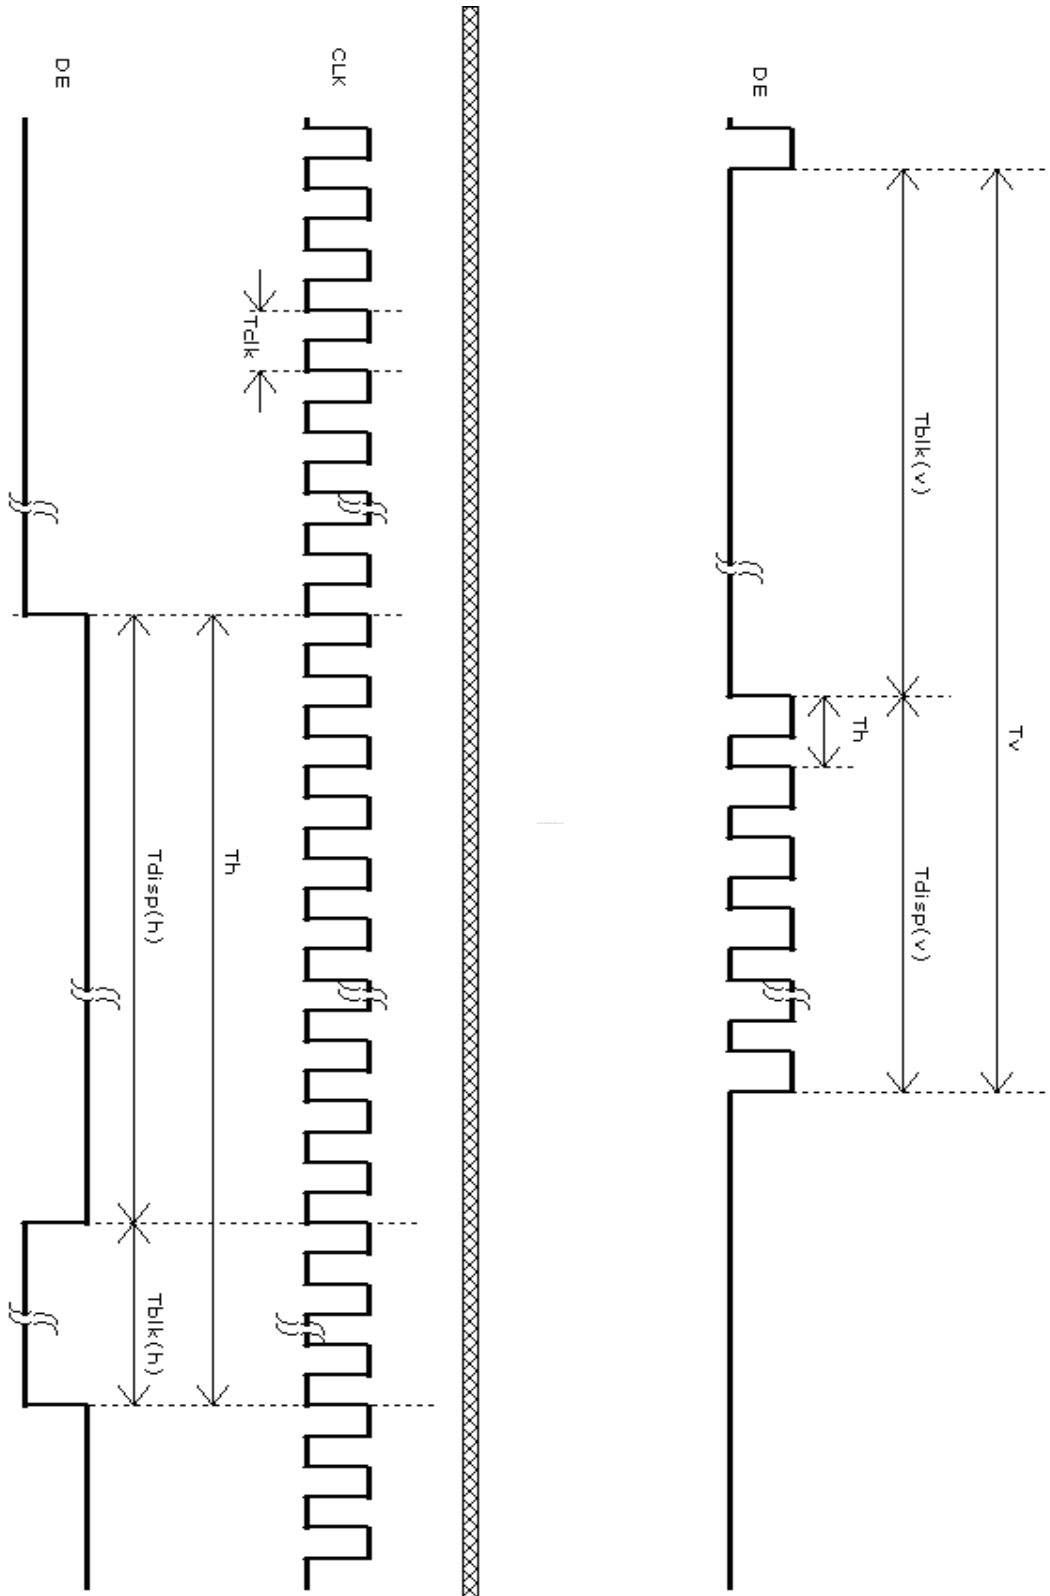 DE
Tv
Tblk(v)
Tdisp(v)
Th
CLK
Tclk
Th
Tdisp(h)
Tblk(h)
DE